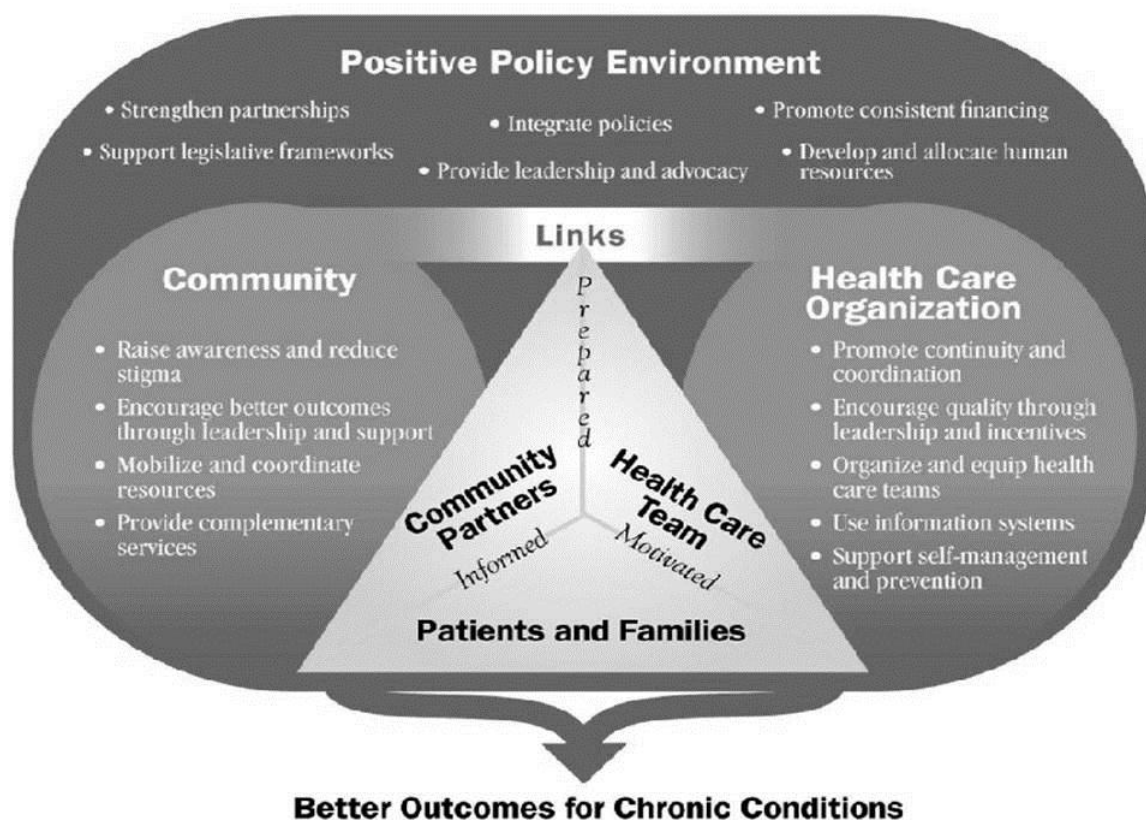 Positive Policy Environment
• Strengthen partnerships
• Support legislative frameworks
• Integrate policies
• Provide leadership and advocacy
• Promote consistent financing
• Develop and allocate human
resources
Links
Community
• Raise awareness and reduce
stigma
• Encourage better outcomes
through leadership and support
• Mobilize and coordinate
resources
• Provide complementary
services
Prepared
Community
Partners
Informed
Health Care
Team
Motivated
Patients and Families
Health Care
Organization
• Promote continuity and
coordination
• Encourage quality through
leadership and incentives
• Organize and equip health
care teams
• Use information systems
• Support self-management
and prevention
Better Outcomes for Chronic Conditions